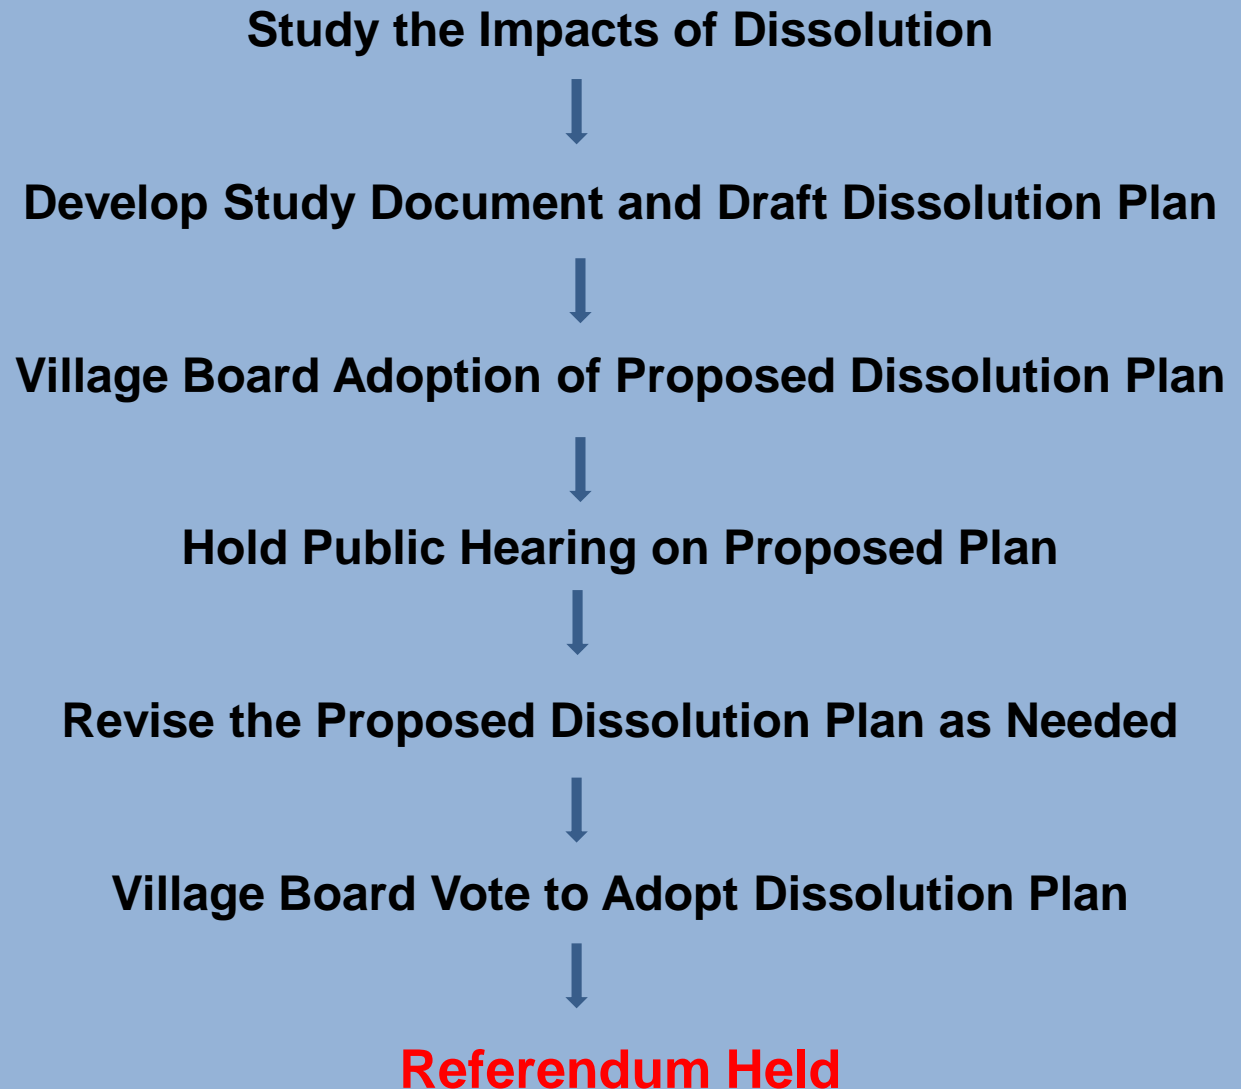 Study the Impacts of Dissolution
Develop Study Document and Draft Dissolution Plan
Village Board Adoption of Proposed Dissolution Plan
Hold Public Hearing on Proposed Plan
Revise the Proposed Dissolution Plan as Needed
Village Board Vote to Adopt Dissolution Plan
Referendum Held